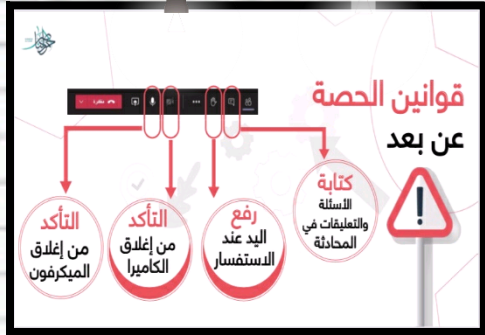 قوانين الحصة
عن بعد
كتابة
الأسئلة
والتعليقات في
المحادثة
رفع
اليد عند
الاستفسار
التأكد
من إغلاق
الكاميرا
التأكد
من إغلاق
الميكرفون